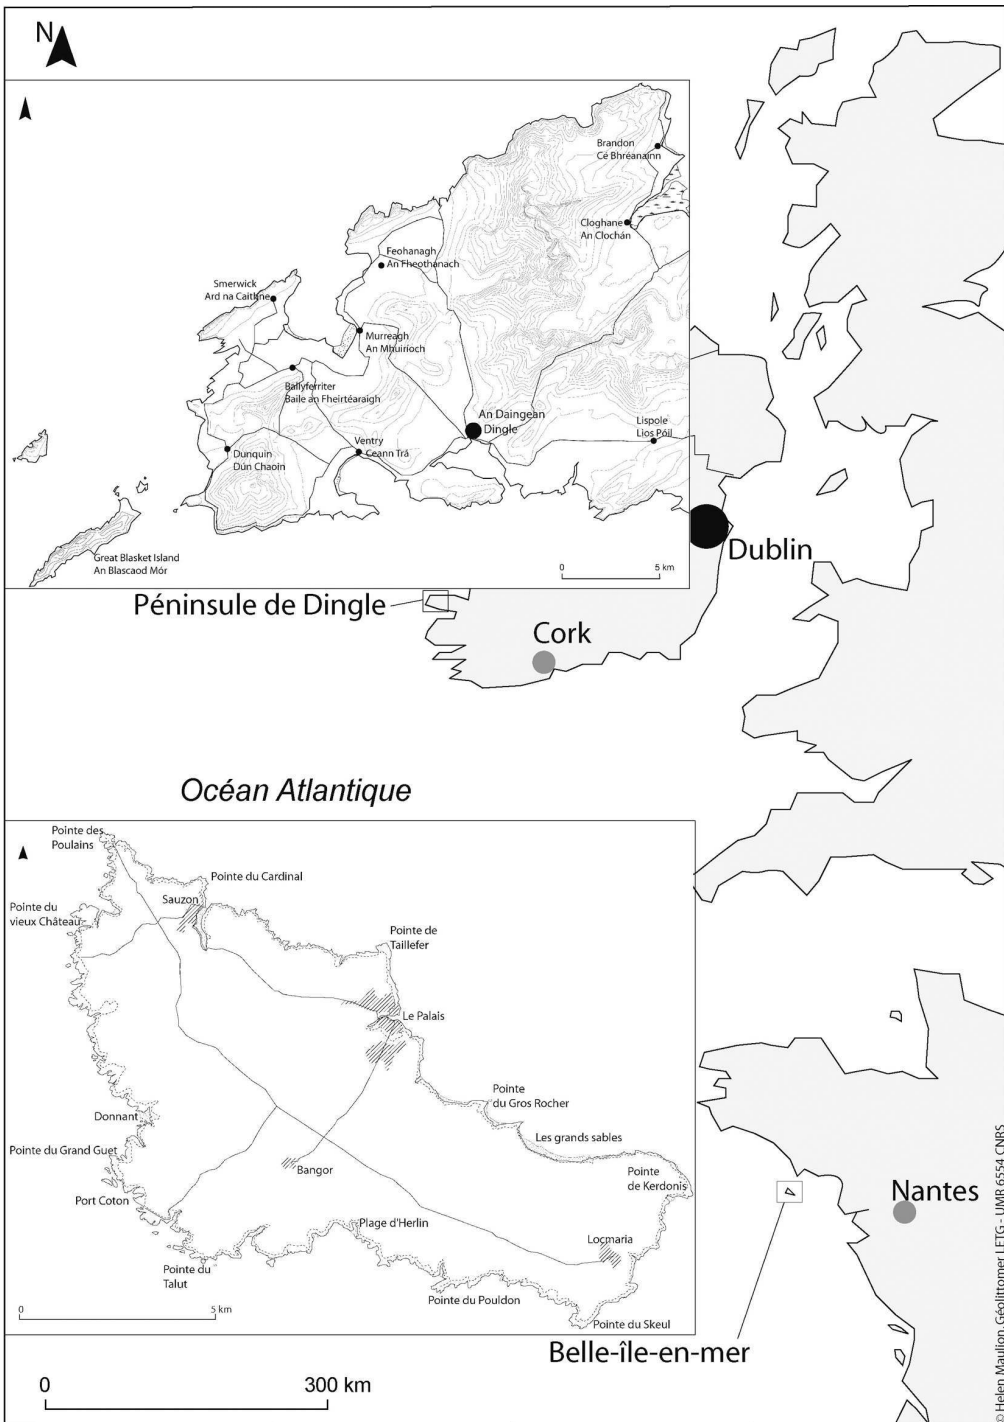 N
Brandon
Cé Bhréanainn
Cloghane
An Clochán
Feohanagh
An Fheothanach
Smerwick
Ard na Caithne
Murreagh
An Mhuiríoch
Ballyferriter
Baile an Fheirtéaraigh
An Daingean
Dingle
Lispole
Lios Póil
Ventry
Ceann Trá
Dunquin
Dún Chaoin
Great Blasket Island
An Blascaod Mór
0
5 km
Dublin
Péninsule de Dingle
Cork
Océan Atlantique
Pointe des
Poulains
Pointe du Cardinal
Sauzon
Pointe du
vieux Château
Pointe de
Taillefer
Le Palais
Pointe
du Gros Rocher
Donnant
Les grands sables
Pointe du Grand Guet
Bangor
Pointe
de Kerdonis
Port Coton
Plage d'Herlin
Locmaria
Pointe du
Talut
Pointe du Pouldon
0
5 km
Pointe du Skeul
Nantes
Belle-île-en-mer
0
300 km
© Helen Maulion, Géolittomer LETG - UMR 6554 CNRS